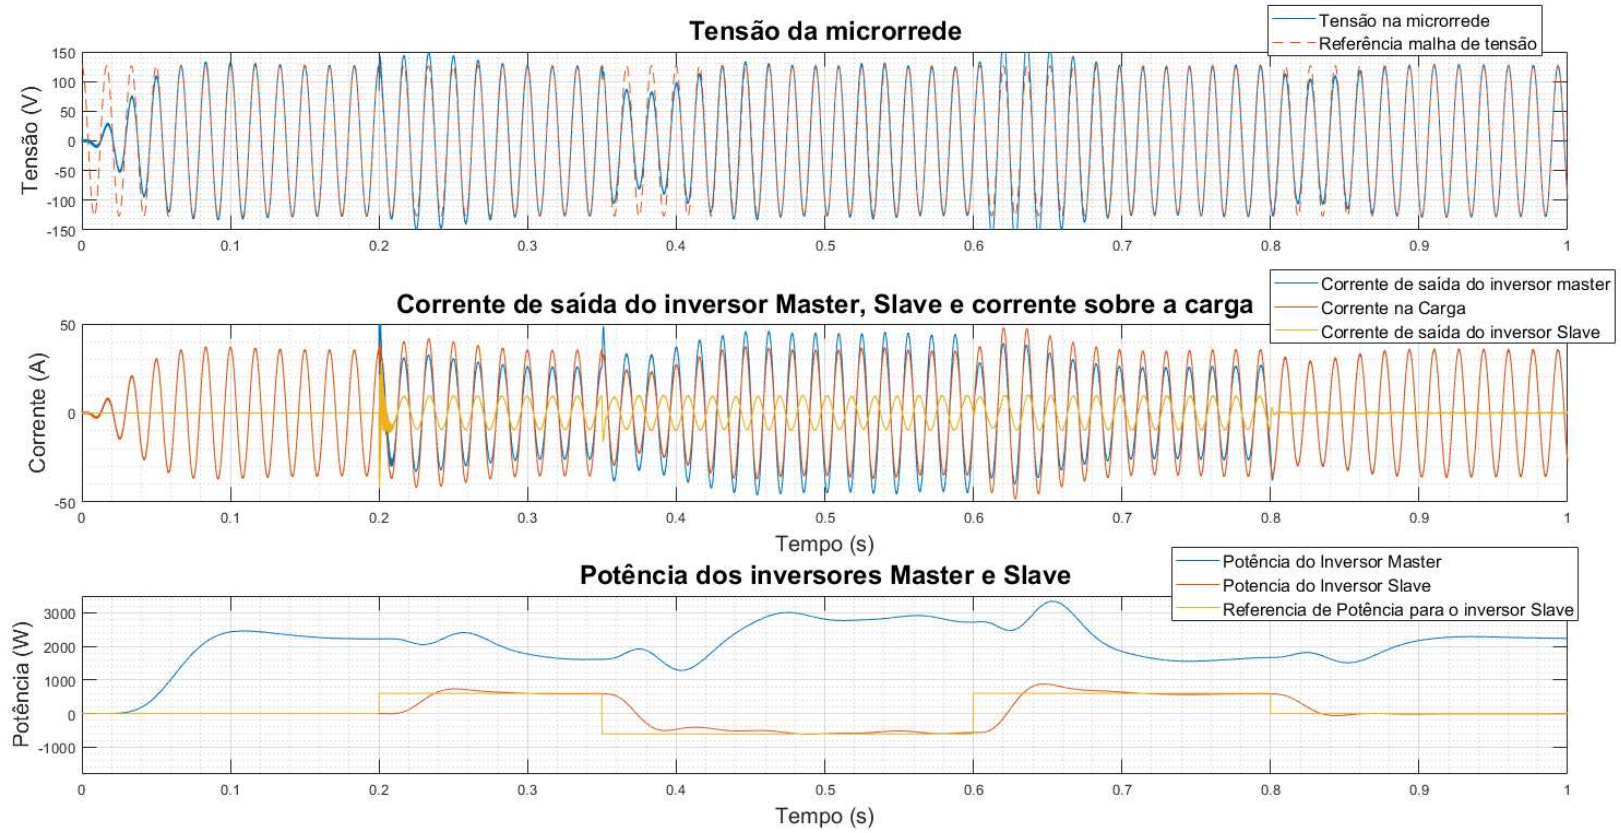 Tensão da microrrede
Tensão na microrrede
Referência malha de tensão
Tensão (V)
150
100
50
0
-50
-100
-150
0 0.1 0.2 0.3 0.4 0.5 0.6 0.7 0.8 0.9 1
Corrente de saída do inversor Master, Slave e corrente sobre a carga
Corrente de saída do inversor master
Corrente na Carga
Corrente de saída do inversor Slave
Corrente (A)
50
0
-50
0 0.1 0.2 0.3 0.4 0.5 0.6 0.7 0.8 0.9 1
Tempo (s)
Potência dos inversores Master e Slave
Potência do Inversor Master
Potencia do Inversor Slave
Referencia de Potência para o inversor Slave
Potência (W)
3000
2000
1000
0
-1000
0 0.1 0.2 0.3 0.4 0.5 0.6 0.7 0.8 0.9 1
Tempo (s)